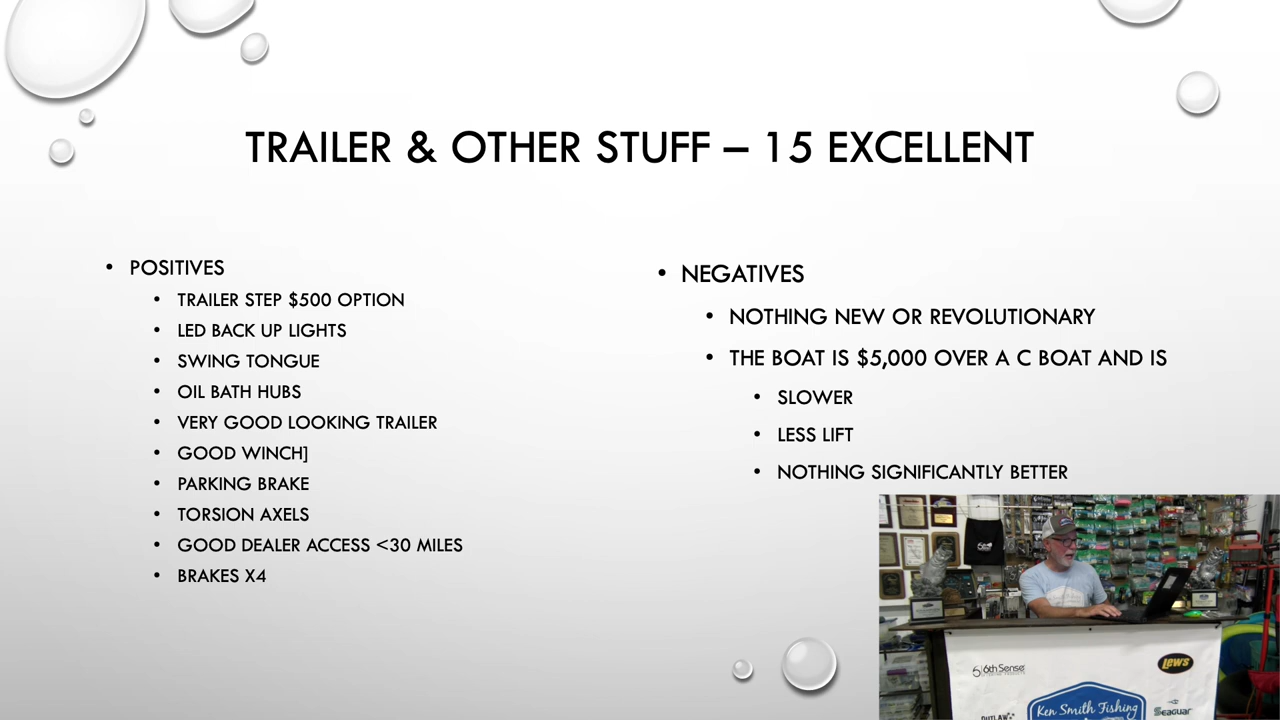 TRAILER & OTHER STUFF – 15 EXCELLENT
• POSITIVES
• TRAILER STEP $500 OPTION
• LED BACK UP LIGHTS
• SWING TONGUE
• OIL BATH HUBS
• VERY GOOD LOOKING TRAILER
• GOOD WINCH]
• PARKING BRAKE
• TORSION AXELS
• GOOD DEALER ACCESS <30 MILES
• BRAKES X4
• NEGATIVES
• NOTHING NEW OR REVOLUTIONARY
• THE BOAT IS $5,000 OVER A C BOAT AND IS
• SLOWER
• LESS LIFT
• NOTHING SIGNIFICANTLY BETTER
6th Sense
Lew's
Ken Smith Fishing
Seaguar
OUTLAW